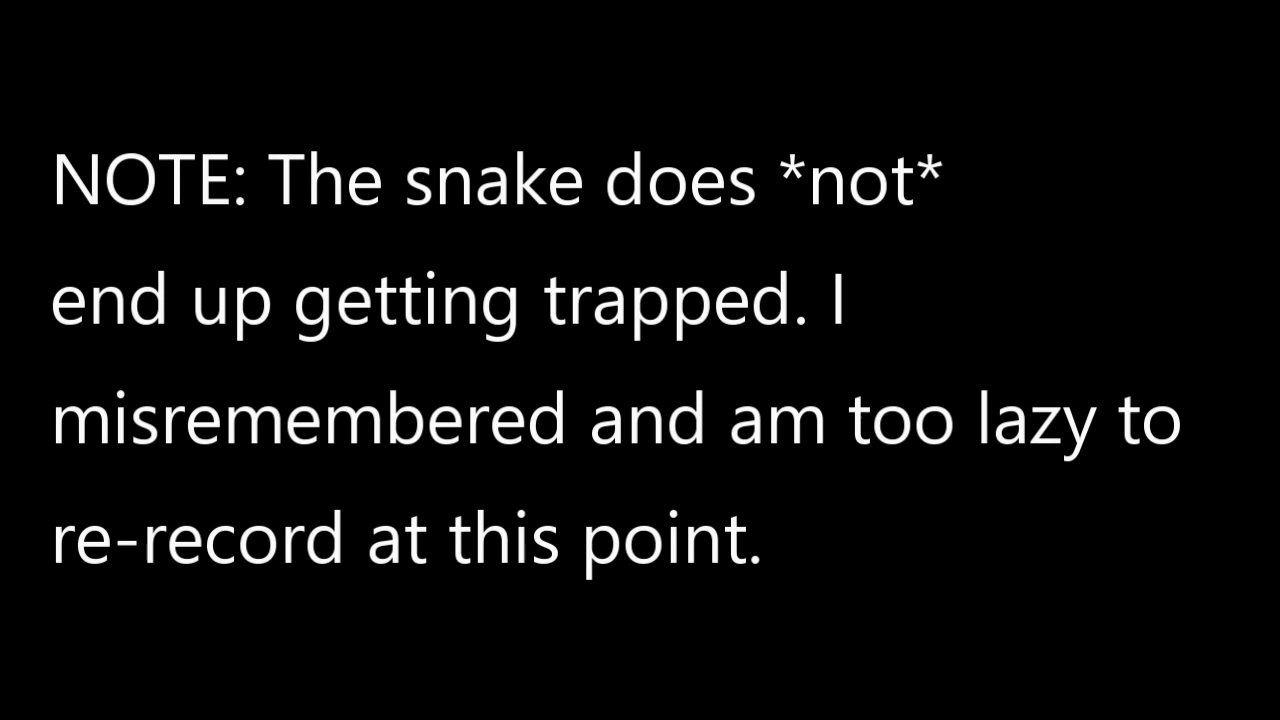 NOTE: The snake does *not*
end up getting trapped. I
misremembered and am too lazy to
re-record at this point.